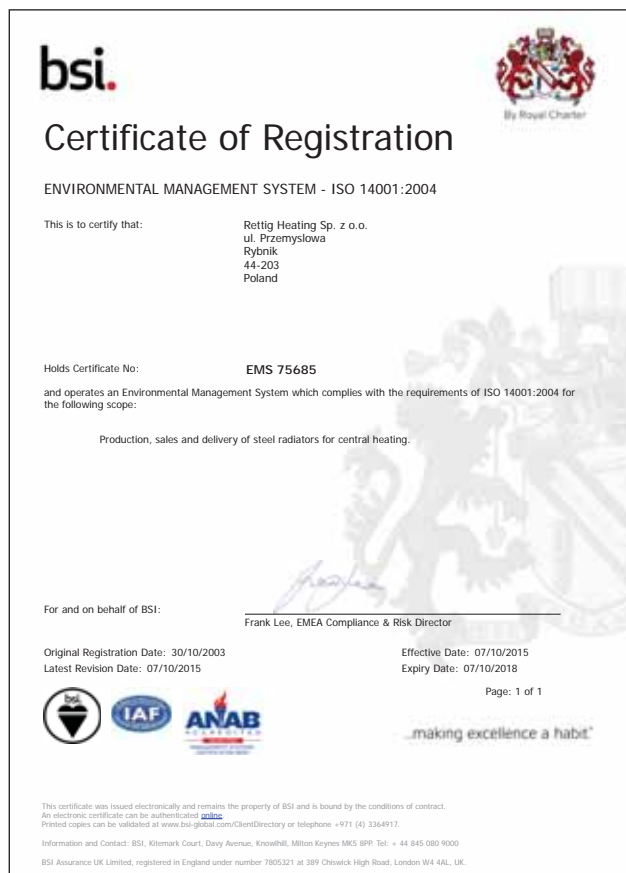 bsi.
By Royal Charter
Certificate of Registration
ENVIRONMENTAL MANAGEMENT SYSTEM - ISO 14001:2004
This is to certify that:
Rettig Heating Sp. z o.o.
ul. Przemyslowa
Rybnik
44-203
Poland
Holds Certificate No:
EMS 75685
and operates an Environmental Management System which complies with the requirements of ISO 14001:2004 for
the following scope:
Production, sales and delivery of steel radiators for central heating.
For and on behalf of BSI:
Frank Lee, EMEA Compliance & Risk Director
Original Registration Date: 30/10/2003
Effective Date: 07/10/2015
Latest Revision Date: 07/10/2015
Expiry Date: 07/10/2018
Page: 1 of 1
bsi.
IAF
ANAB
ACCREDITED
...making excellence a habit.™
This certificate was issued electronically and remains the property of BSI and is bound by the conditions of contract.
An electronic certificate can be authenticated online.
Printed copies can be validated at www.bsi-global.com/ClientDirectory or telephone +971 (4) 3364917.
Information and Contact: BSI, Kitemark Court, Davy Avenue, Knowlhill, Milton Keynes MK5 8PP. Tel: + 44 845 080 9000
BSI Assurance UK Limited, registered in England under number 7805321 at 389 Chiswick High Road, London W4 4AL, UK.